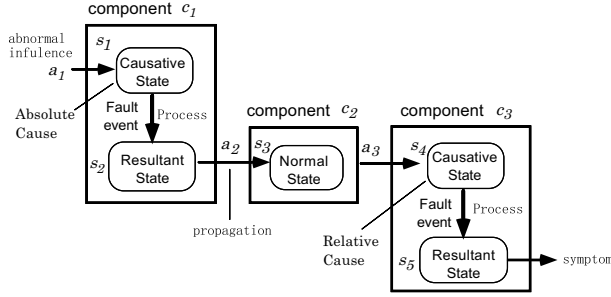 component c1
abnormal
infulence
a1
s1
Causative
State
Absolute
Cause
Fault
event
Process
s2
Resultant
State
a2
propagation
component c2
s3
Normal
State
a3
component c3
s4
Causative
State
Fault
event
Process
Relative
Cause
s5
Resultant
State
symptom